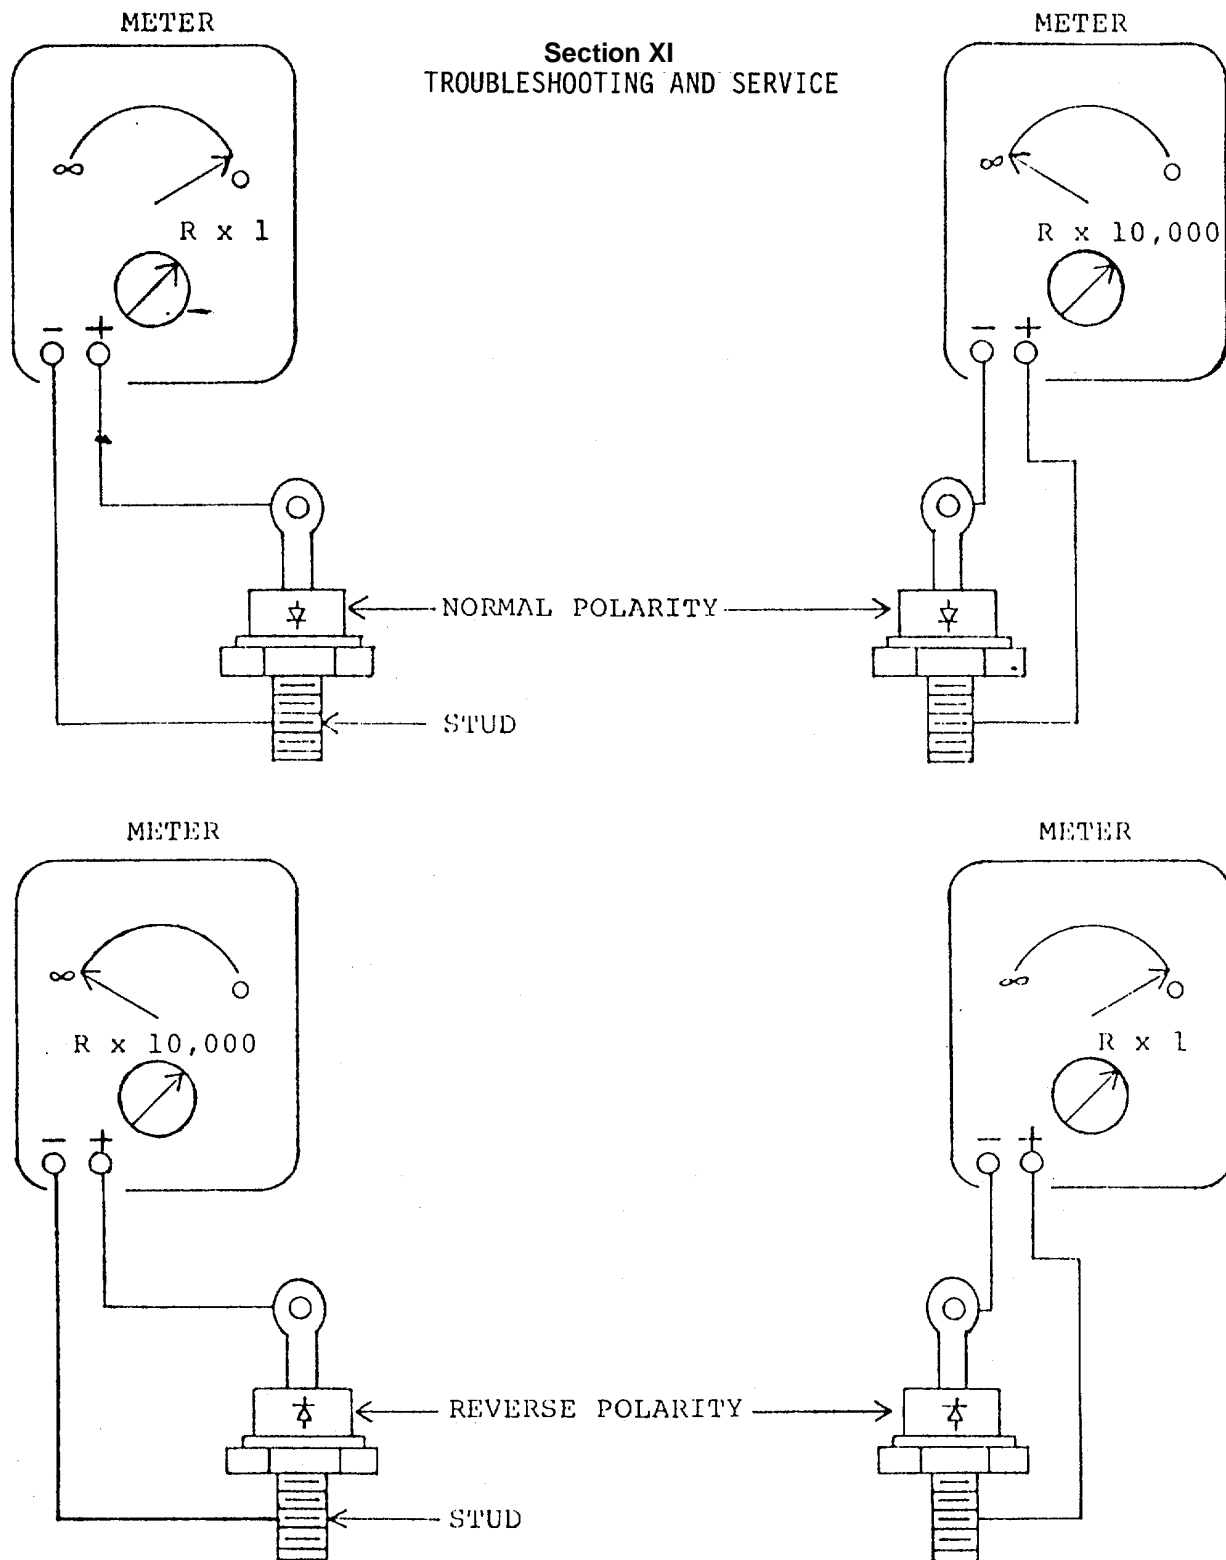 METER
METER
Section XI
TROUBLESHOOTING AND SERVICE
∞
O
R x 1
- +
∞
O
R x 10,000
- +
NORMAL POLARITY
STUD
METER
METER
∞
O
R x 10,000
- +
∞
O
R x 1
- +
REVERSE POLARITY
STUD